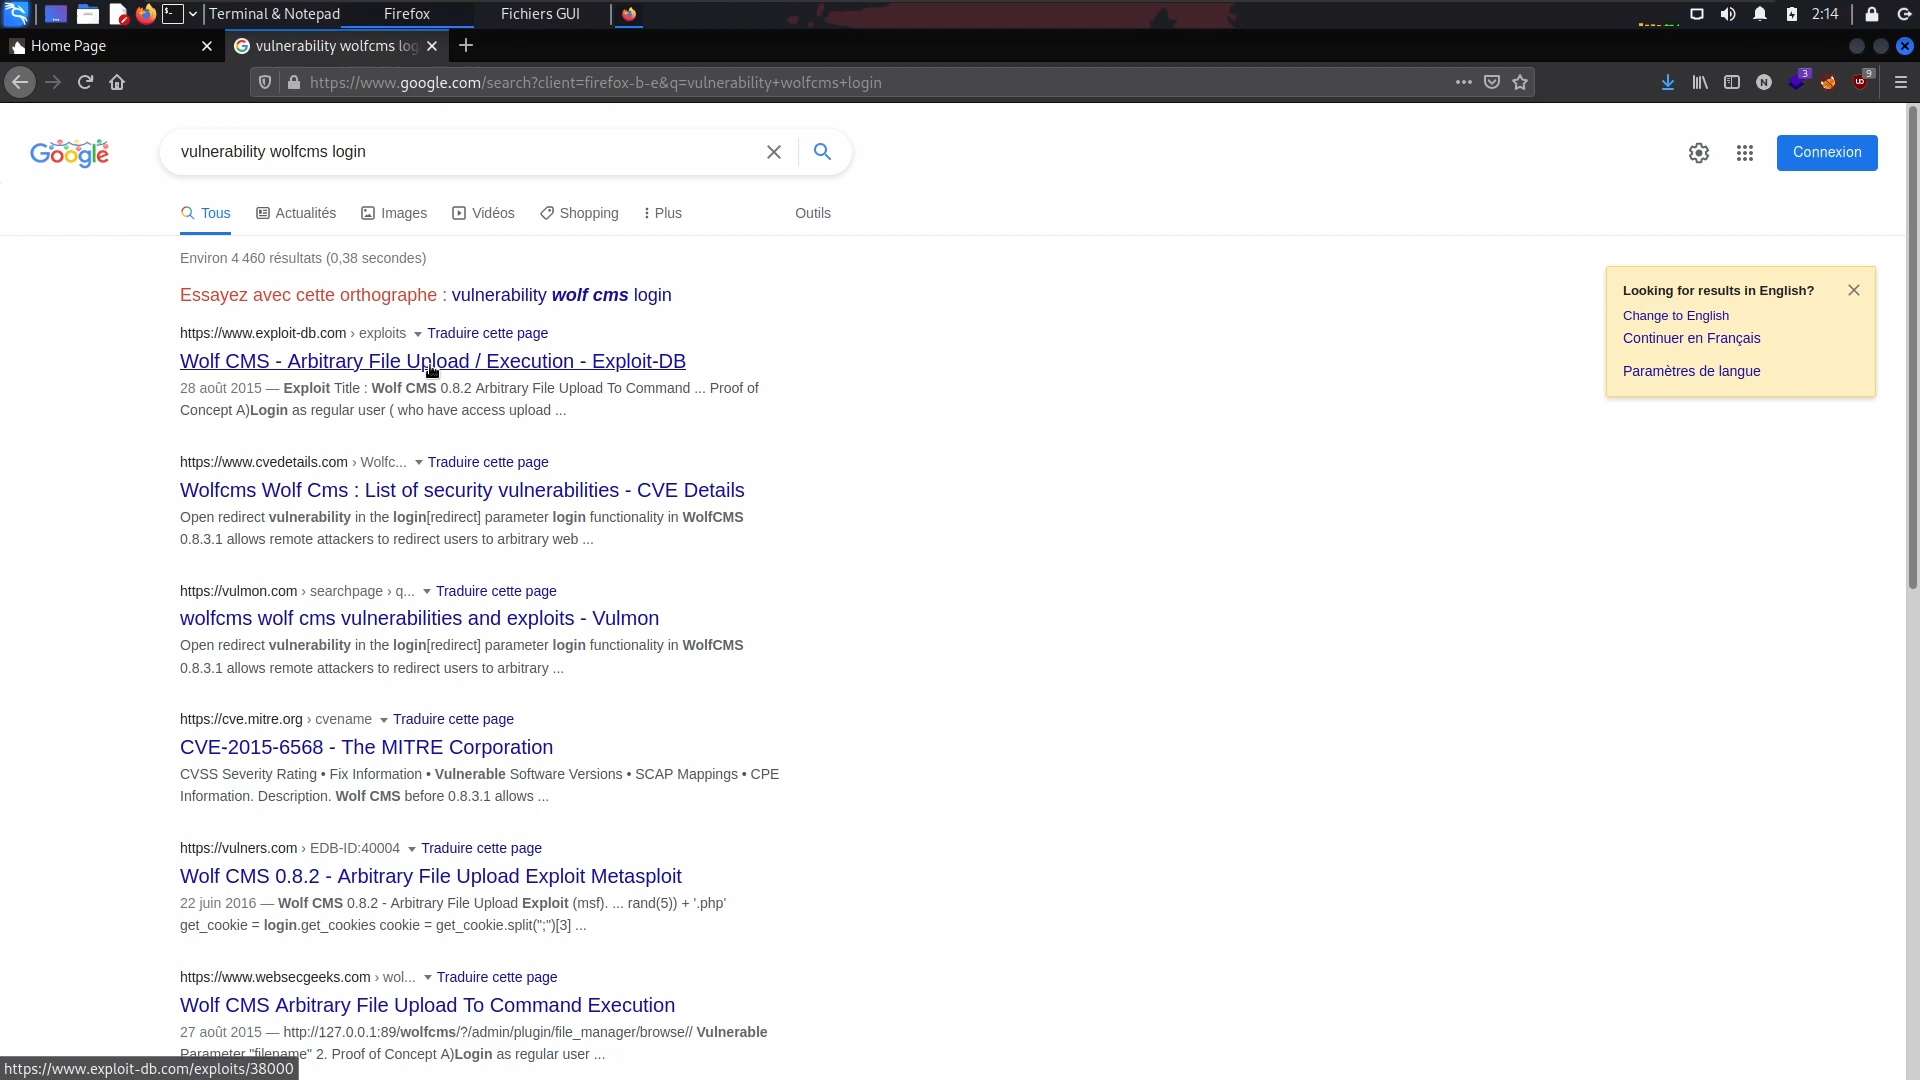 Terminal & Notepad Firefox Fichiers GUI 2:14
Home Page vulnerability wolfcms log
https://www.google.com/search?client=firefox-b-e&q=vulnerability+wolfcms+login 3 9
Google vulnerability wolfcms login Connexion
Tous Actualités Images Vidéos Shopping Plus Outils
Environ 4 460 résultats (0,38 secondes)
Essayez avec cette orthographe : vulnerability wolf cms login
https://www.exploit-db.com › exploits Traduire cette page
Wolf CMS - Arbitrary File Upload / Execution - Exploit-DB
28 août 2015 — Exploit Title : Wolf CMS 0.8.2 Arbitrary File Upload To Command ... Proof of
Concept A)Login as regular user ( who have access upload ...
https://www.cvedetails.com › Wolfc... Traduire cette page
Wolfcms Wolf Cms : List of security vulnerabilities - CVE Details
Open redirect vulnerability in the login[redirect] parameter login functionality in WolfCMS
0.8.3.1 allows remote attackers to redirect users to arbitrary web ...
https://vulmon.com › searchpage › q... Traduire cette page
wolfcms wolf cms vulnerabilities and exploits - Vulmon
Open redirect vulnerability in the login[redirect] parameter login functionality in WolfCMS
0.8.3.1 allows remote attackers to redirect users to arbitrary ...
https://cve.mitre.org › cvename Traduire cette page
CVE-2015-6568 - The MITRE Corporation
CVSS Severity Rating • Fix Information • Vulnerable Software Versions • SCAP Mappings • CPE
Information. Description. Wolf CMS before 0.8.3.1 allows ...
https://vulners.com › EDB-ID:40004 Traduire cette page
Wolf CMS 0.8.2 - Arbitrary File Upload Exploit Metasploit
22 juin 2016 — Wolf CMS 0.8.2 - Arbitrary File Upload Exploit (msf). ... rand(5)) + '.php'
get_cookie = login.get_cookies cookie = get_cookie.split(";")[3] ...
https://www.websecgeeks.com › wol... Traduire cette page
Wolf CMS Arbitrary File Upload To Command Execution
27 août 2015 — http://127.0.0.1:89/wolfcms/?/admin/plugin/file_manager/browse// Vulnerable
Parameter "filename" 2. Proof of Concept A)Login as regular user ...
Looking for results in English?
Change to English
Continuer en Français
Paramètres de langue
https://www.exploit-db.com/exploits/38000